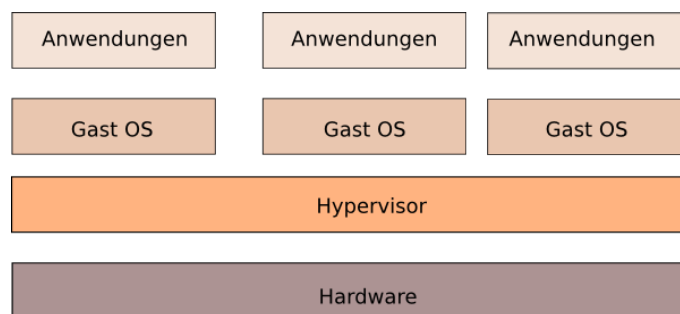 Anwendungen Anwendungen Anwendungen
Gast OS Gast OS Gast OS
Hypervisor
Hardware